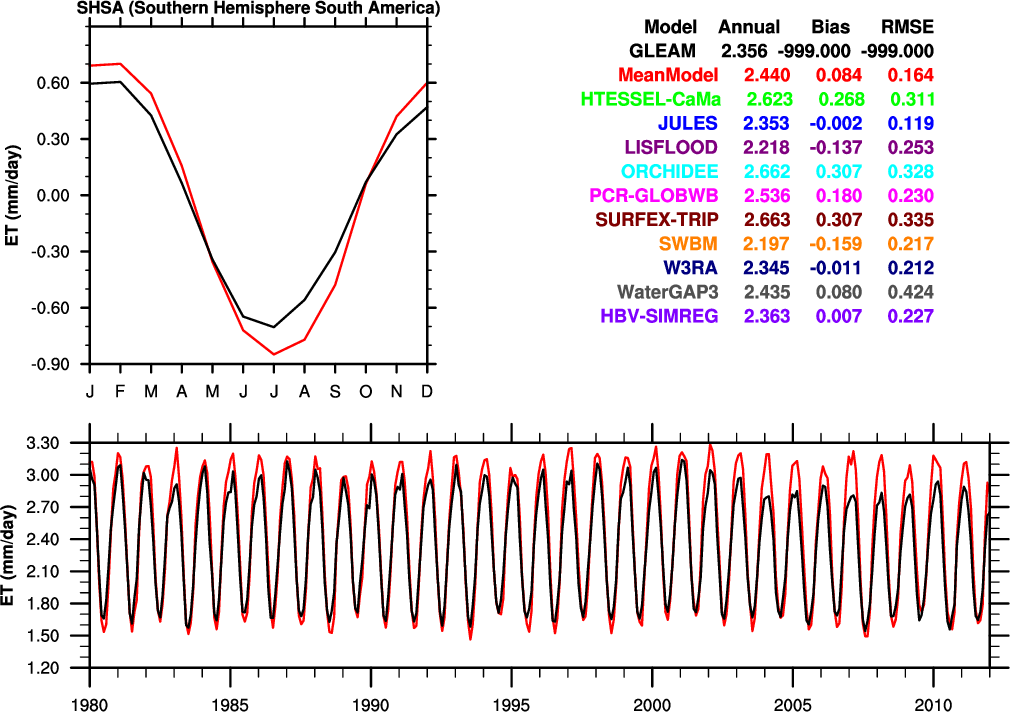 SHSA (Southern Hemisphere South America)
ET (mm/day)
0.60
0.30
0.00
-0.30
-0.60
-0.90
J F M A M J J A S O N D
Model Annual Bias RMSE
GLEAM 2.356 -999.000 -999.000
MeanModel 2.440 0.084 0.164
HTESSEL-CaMa 2.623 0.268 0.311
JULES 2.353 -0.002 0.119
LISFLOOD 2.218 -0.137 0.253
ORCHIDEE 2.662 0.307 0.328
PCR-GLOBWB 2.536 0.180 0.230
SURFEX-TRIP 2.663 0.307 0.335
SWBM 2.197 -0.159 0.217
W3RA 2.345 -0.011 0.212
WaterGAP3 2.435 0.080 0.424
HBV-SIMREG 2.363 0.007 0.227
ET (mm/day)
3.30
3.00
2.70
2.40
2.10
1.80
1.50
1.20
1980 1985 1990 1995 2000 2005 2010